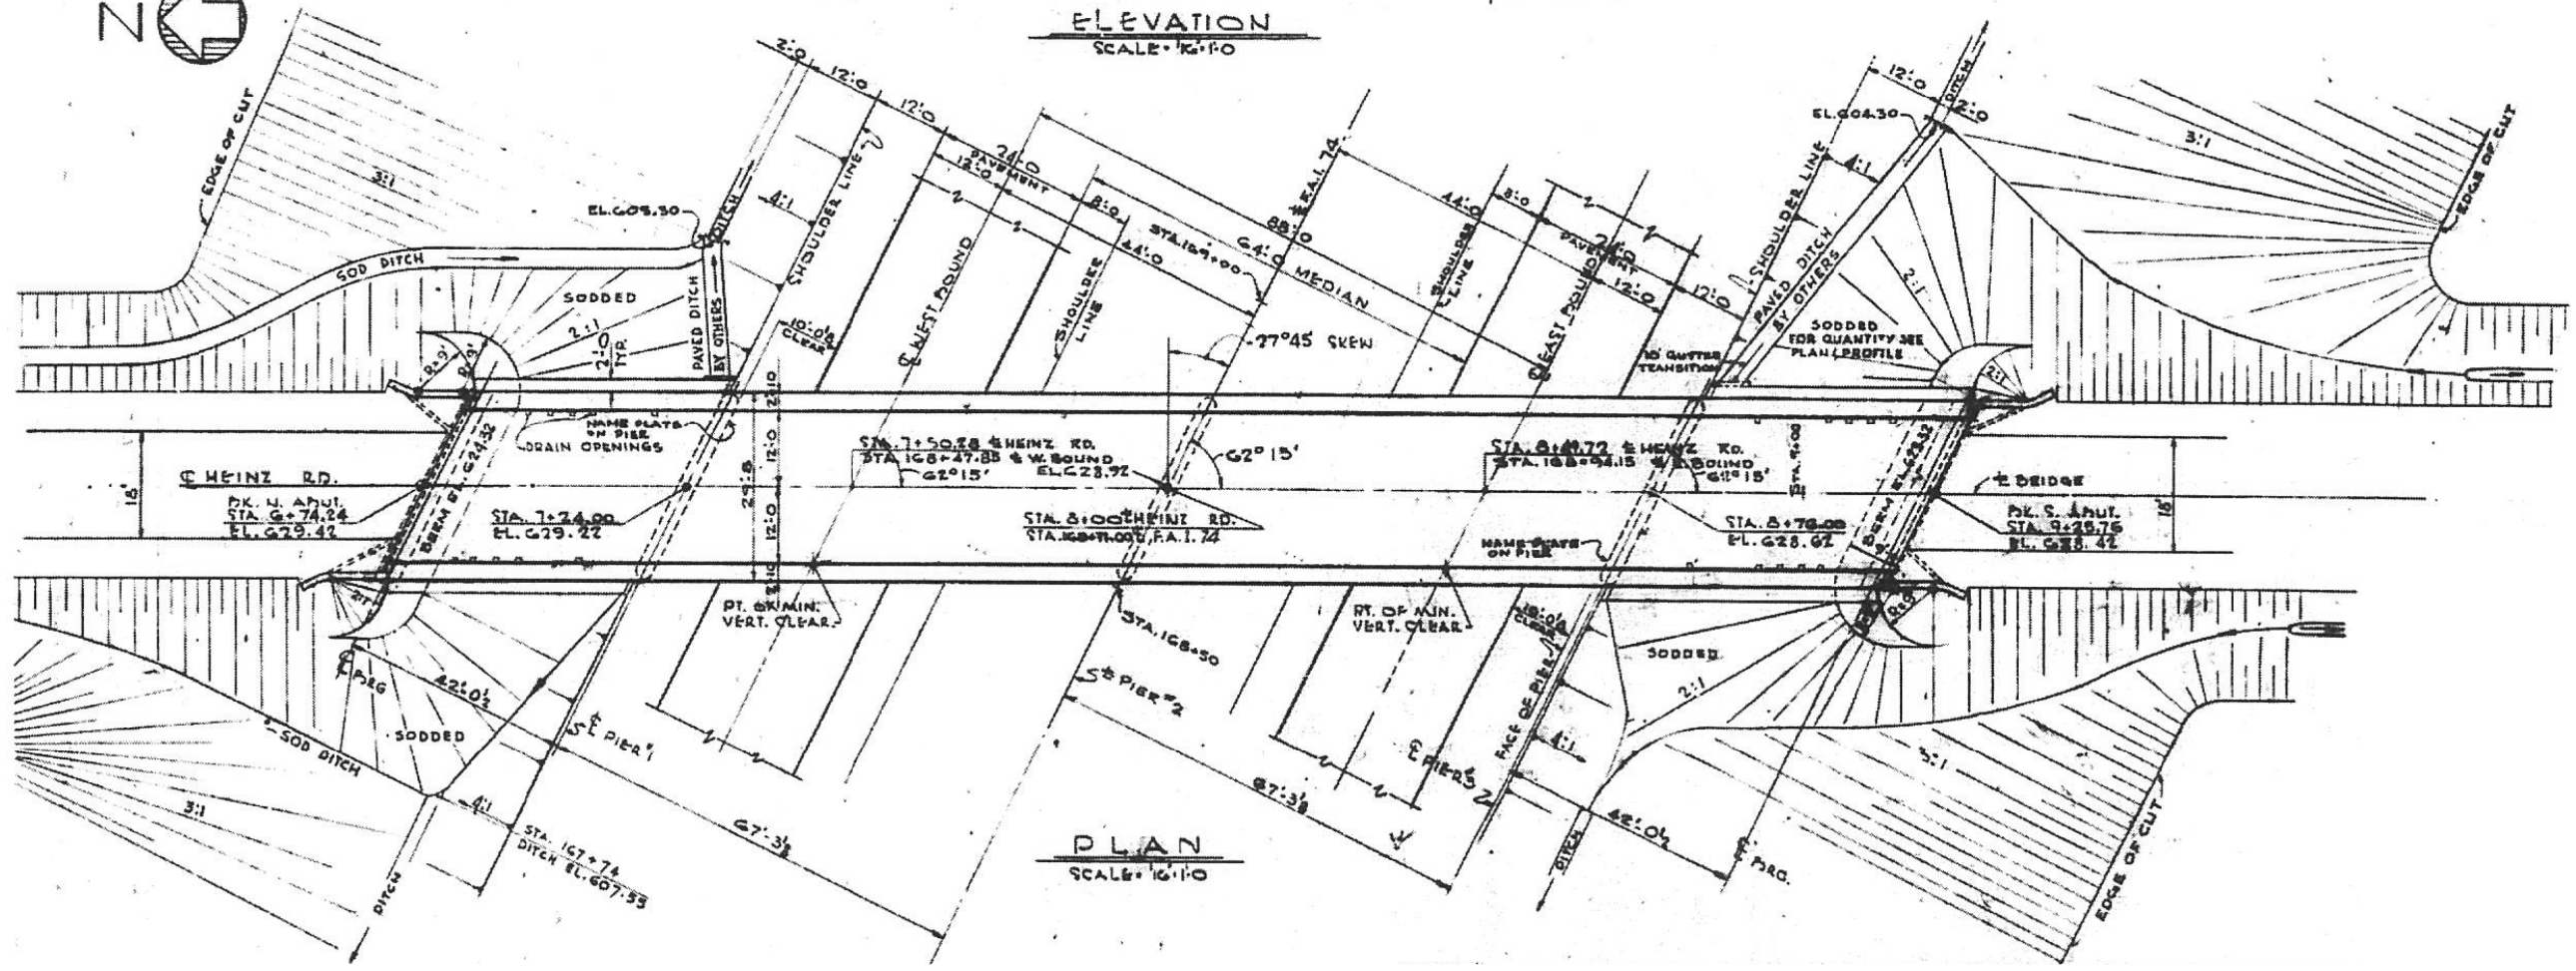 N
ELEVATION
EDGE OF CUT
3:1
SOD DITCH
EL. 605.30
DITCH
SODDED
2:1
2'-0
TYP.
PAVED DITCH
BY OTHERS
2'-0
12'-0
12'-0
4:1
SHOULDER LINE
24'-0
PAVEMENT
12'-0
8'-0
44'-0
SHOULDER
LINE
℄ WEST BOUND
10'-0
CLEAR
STA. 169+00
88'-0
64'-0 MEDIAN
℄ F.A.I. 74
44'-0
8'-0
SHOULDER
LINE
PAVEMENT
24'-0
12'-0
12'-0
℄ EAST BOUND
27°45' SKEW
SHOULDER LINE
4:1
PAVED DITCH
BY OTHERS
GUTTER
TRANSITION
12'-0
2'-0
DITCH
EL. 604.30
2:1
SODDED
FOR QUANTITY SEE
PLAN & PROFILE
2:1
3:1
EDGE OF CUT
R=9'
R=9'
NAME PLATE
ON PIER
DRAIN OPENINGS
2'-10
12'-0
29'-8
12'-0
2'-10
℄ HEINZ RD.
18'
BK. N. ABUT.
STA. 6+74.24
EL. 629.42
BERM EL. 624.32
STA. 7+24.00
EL. 629.22
STA. 7+50.28 ℄ HEINZ RD.
STA. 168+47.85 ℄ W. BOUND
62°15'
EL. 628.92
62°15'
STA. 8+00 ℄ HEINZ RD.
STA. 168+71.00 ℄ F.A.I. 74
STA. 8+49.72 ℄ HEINZ RD.
STA. 168+94.15 ℄ E. BOUND
62°15'
STA. 9+00
STA. 8+76.00
EL. 628.62
NAME PLATE
ON PIER
BERM EL. 623.32
℄ BRIDGE
BK. S. ABUT.
STA. 9+25.76
EL. 628.42
18'
2:1
℄ BRG
42'-0½
SODDED
SOD DITCH
3:1
4:1
DITCH
STA. 167+74
DITCH EL. 607.55
℄ PIER #1
67'-3⅛
PT. OF MIN.
VERT. CLEAR.
STA. 168+50
℄ PIER #2
67'-3⅛
PT. OF MIN.
VERT. CLEAR.
CLEAR
FACE OF PIER
℄ PIER #3
4:1
DITCH
42'-0½
℄ BRG.
SODDED
2:1
R=9'
3:1
EDGE OF CUT
PLAN